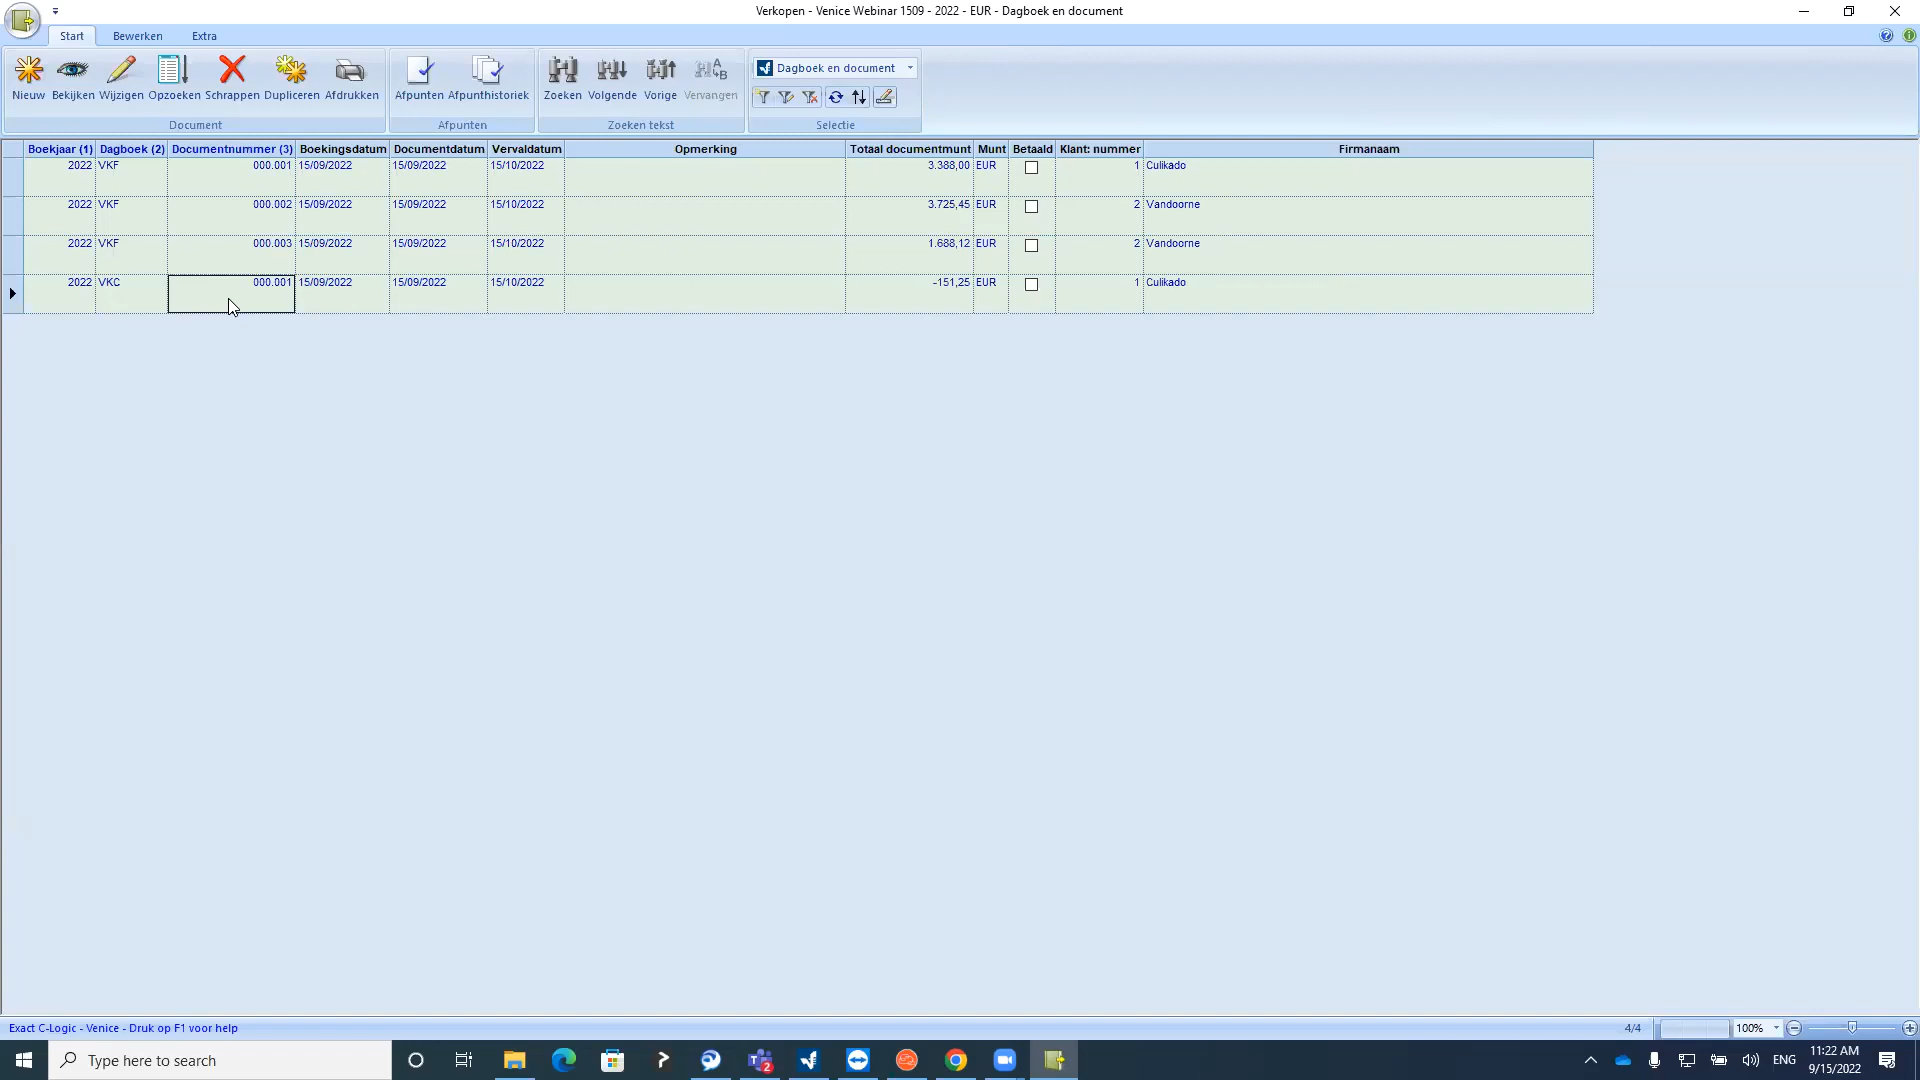 Verkopen - Venice Webinar 1509 - 2022 - EUR - Dagboek en document
Start Bewerken Extra
Nieuw Bekijken Wijzigen Opzoeken Schrappen Dupliceren Afdrukken Afpunten Afpunthistoriek Zoeken Volgende Vorige Vervangen Dagboek en document
Document Afpunten Zoeken tekst Selectie
Boekjaar (1) Dagboek (2) Documentnummer (3) Boekingsdatum Documentdatum Vervaldatum Opmerking Totaal documentmunt Munt Betaald Klant: nummer Firmanaam
2022 VKF 000.001 15/09/2022 15/09/2022 15/10/2022 3.388,00 EUR 1 Culikado
2022 VKF 000.002 15/09/2022 15/09/2022 15/10/2022 3.725,45 EUR 2 Vandoorne
2022 VKF 000.003 15/09/2022 15/09/2022 15/10/2022 1.688,12 EUR 2 Vandoorne
2022 VKC 000.001 15/09/2022 15/09/2022 15/10/2022 -151,25 EUR 1 Culikado
Exact C-Logic - Venice - Druk op F1 voor help 4/4 100%
Type here to search 2 ENG 11:22 AM
9/15/2022